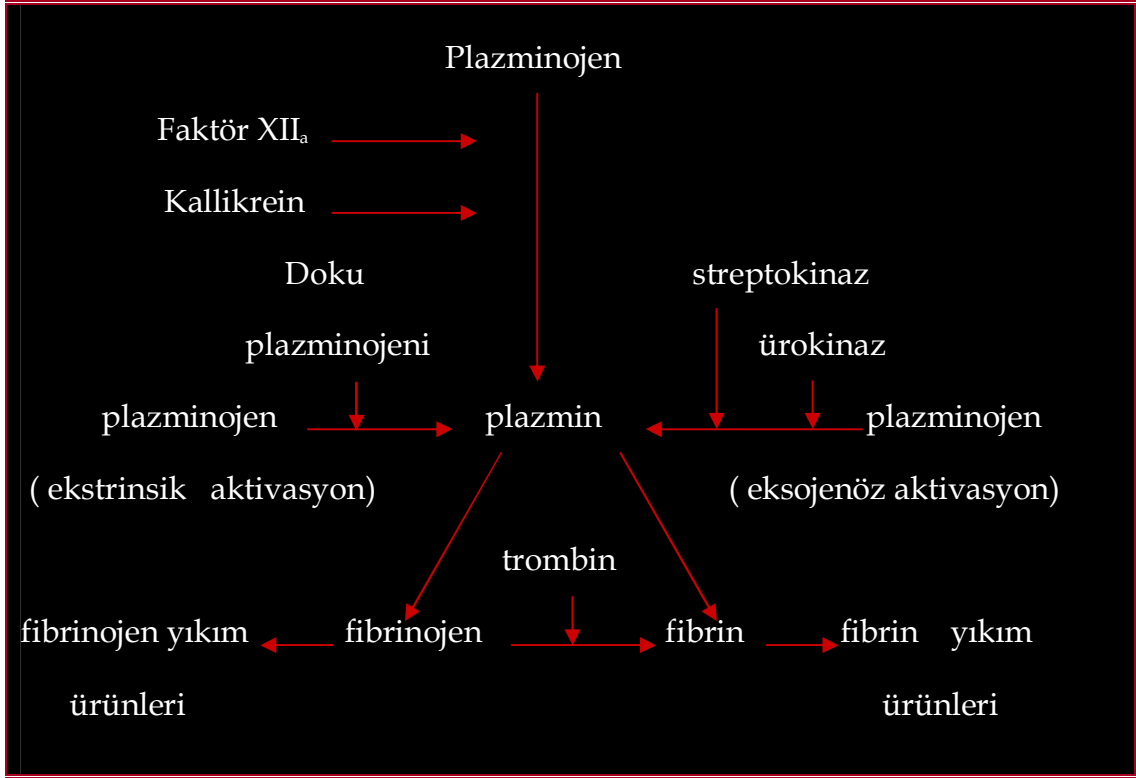 Plazminojen
Faktör XIIₐ
Kallikrein
Doku streptokinaz
plazminojeni ürokinaz
plazminojen plazmin plazminojen
( ekstrinsik aktivasyon) ( eksojenöz aktivasyon)
trombin
fibrinojen yıkım fibrinojen fibrin fibrin yıkım
ürünleri ürünleri